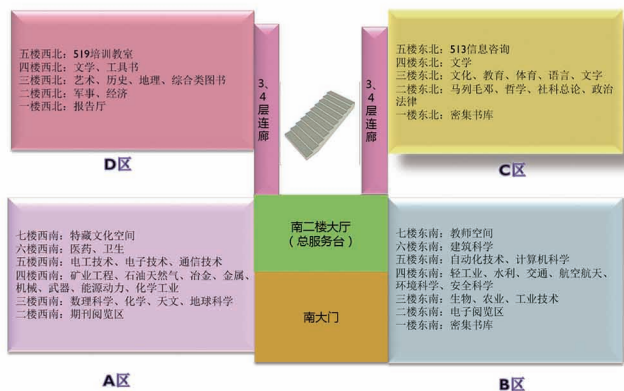 五楼西北：519培训教室
四楼西北：文学、工具书
三楼西北：艺术、历史、地理、综合类图书
二楼西北：军事、经济
一楼西北：报告厅
D区
3、4层连廊
3、4层连廊
五楼东北：513信息咨询
四楼东北：文学
三楼东北：文化、教育、体育、语言、文字
二楼东北：马列毛邓、哲学、社科总论、政治
法律
一楼东北：密集书库
C区
七楼西南：特藏文化空间
六楼西南：医药、卫生
五楼西南：电工技术、电子技术、通信技术
四楼西南：矿业工程、石油天然气、冶金、金属、
机械、武器、能源动力、化学工业
三楼西南：数理科学、化学、天文、地球科学
二楼西南：期刊阅览区
A区
南二楼大厅
（总服务台）
南大门
七楼东南：教师空间
六楼东南：建筑科学
五楼东南：自动化技术、计算机科学
四楼东南：轻工业、水利、交通、航空航天、
环境科学、安全科学
三楼东南：生物、农业、工业技术
二楼东南：电子阅览区
一楼东南：密集书库
B区